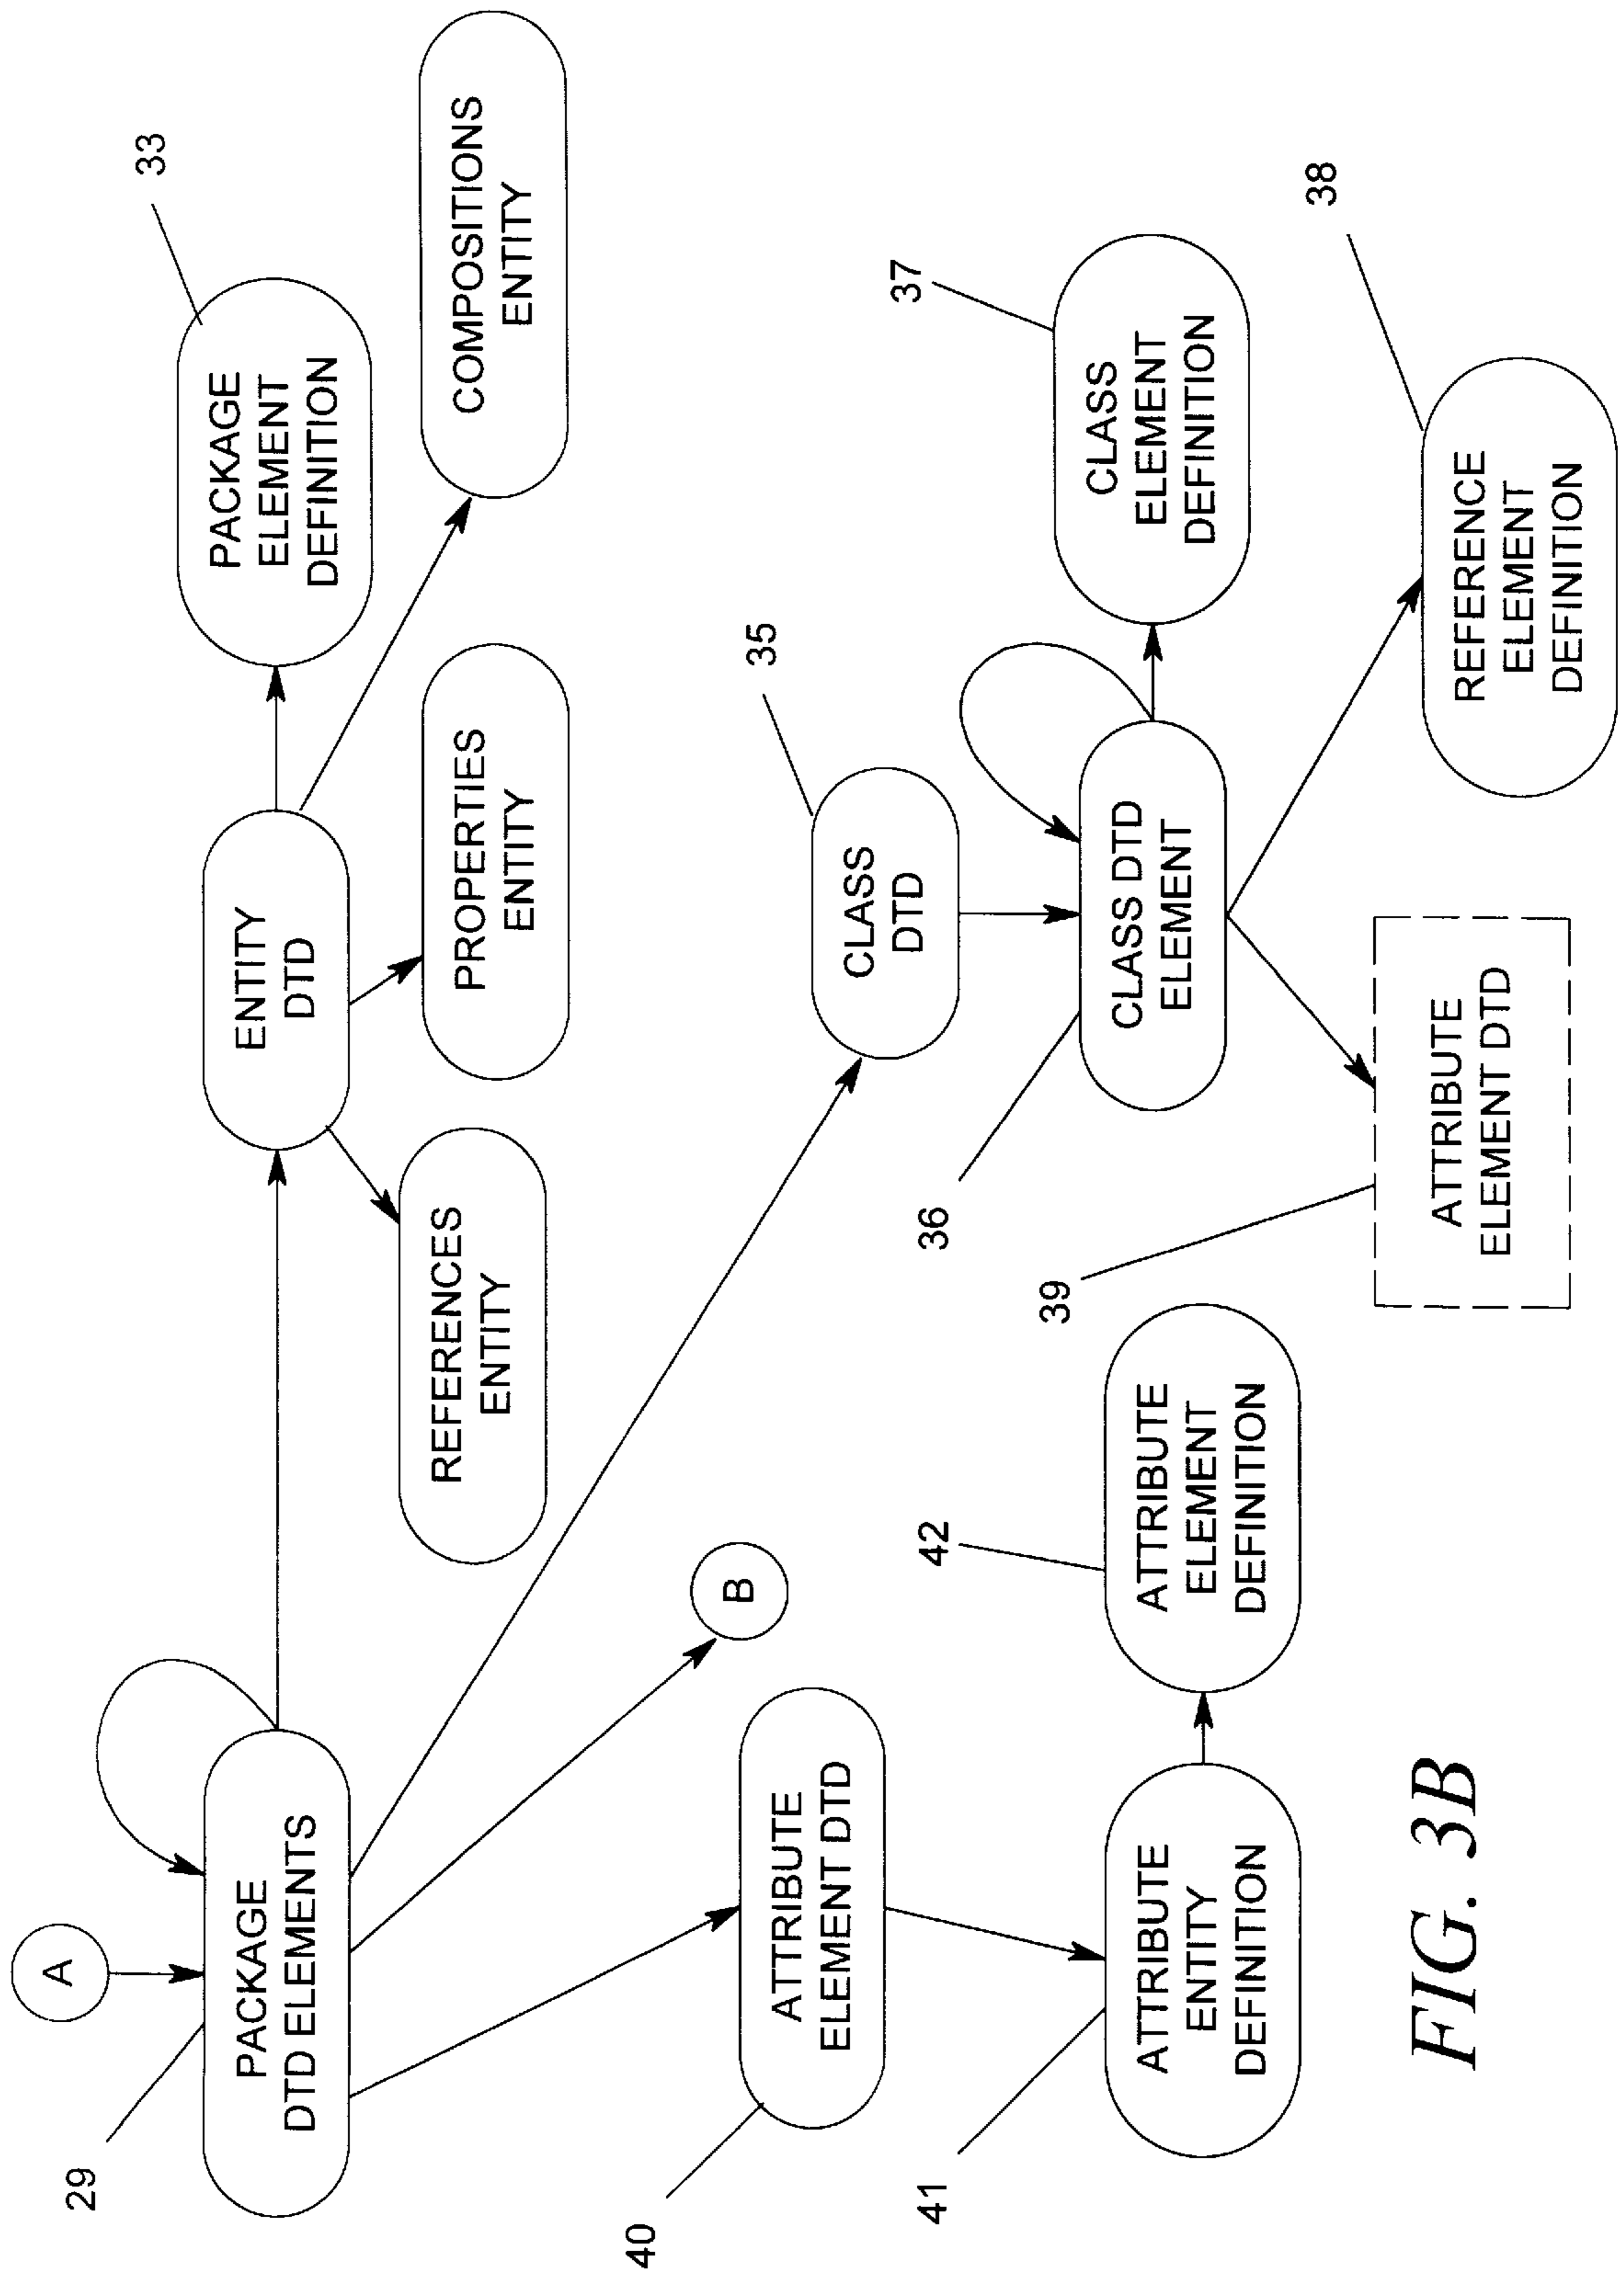 A
29
PACKAGE
DTD ELEMENTS
ENTITY
DTD
33
PACKAGE
ELEMENT
DEFINITION
REFERENCES
ENTITY
PROPERTIES
ENTITY
COMPOSITIONS
ENTITY
B
35
CLASS
DTD
40
ATTRIBUTE
ELEMENT DTD
36
CLASS DTD
ELEMENT
37
CLASS
ELEMENT
DEFINITION
41
ATTRIBUTE
ENTITY
DEFINITION
42
ATTRIBUTE
ELEMENT
DEFINITION
39
ATTRIBUTE
ELEMENT DTD
38
REFERENCE
ELEMENT
DEFINITION
FIG. 3B